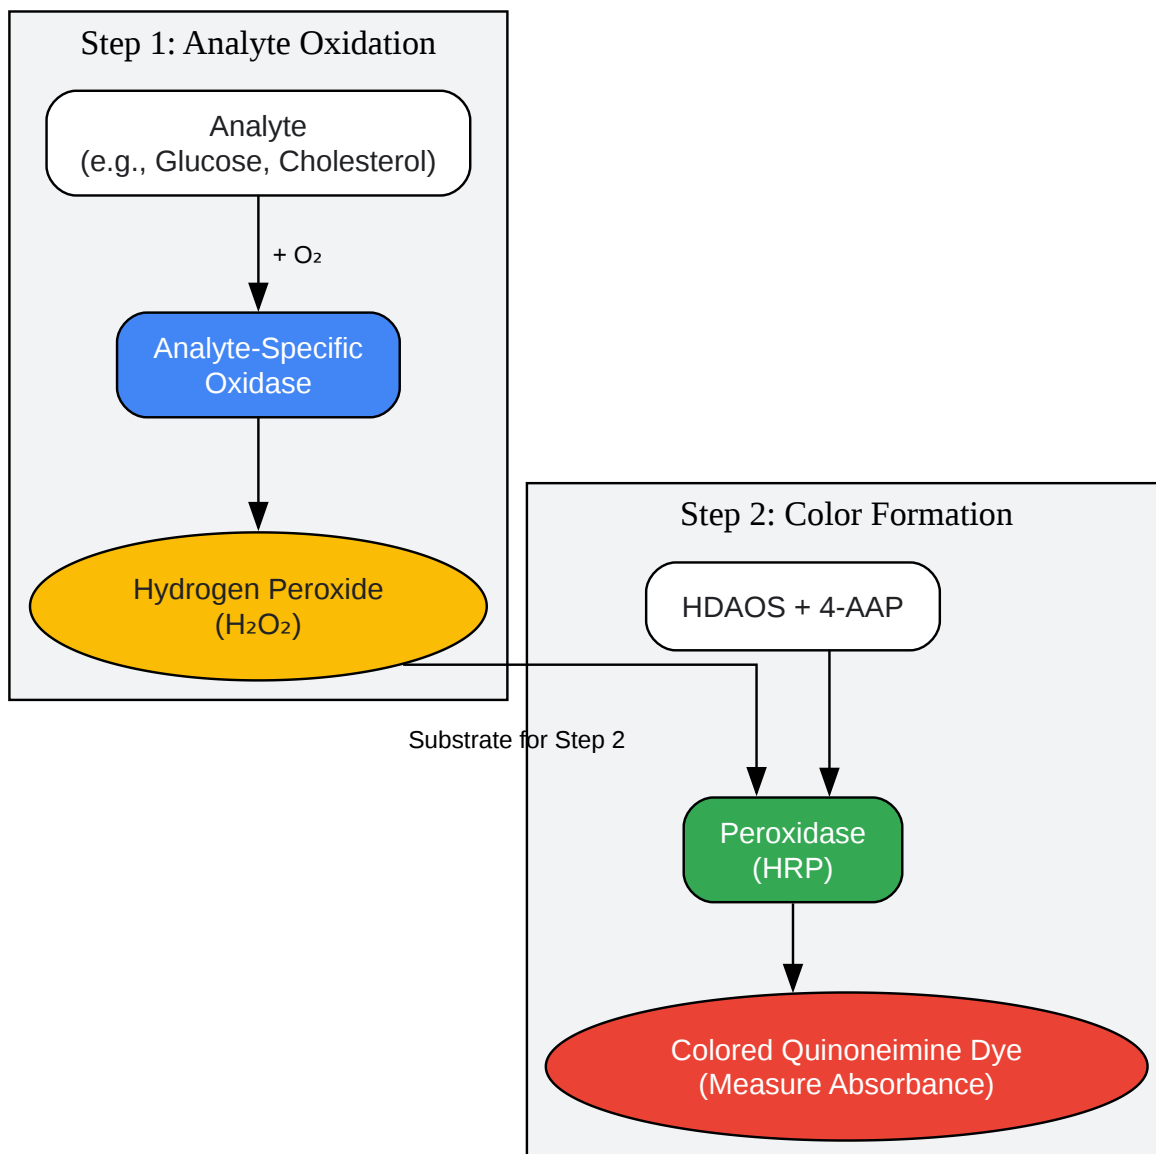 Step 1: Analyte Oxidation
Analyte
(e.g., Glucose, Cholesterol)
+ O₂
Analyte-Specific
Oxidase
Hydrogen Peroxide
(H₂O₂)
Substrate for Step 2
Step 2: Color Formation
HDAOS + 4-AAP
Peroxidase
(HRP)
Colored Quinoneimine Dye
(Measure Absorbance)